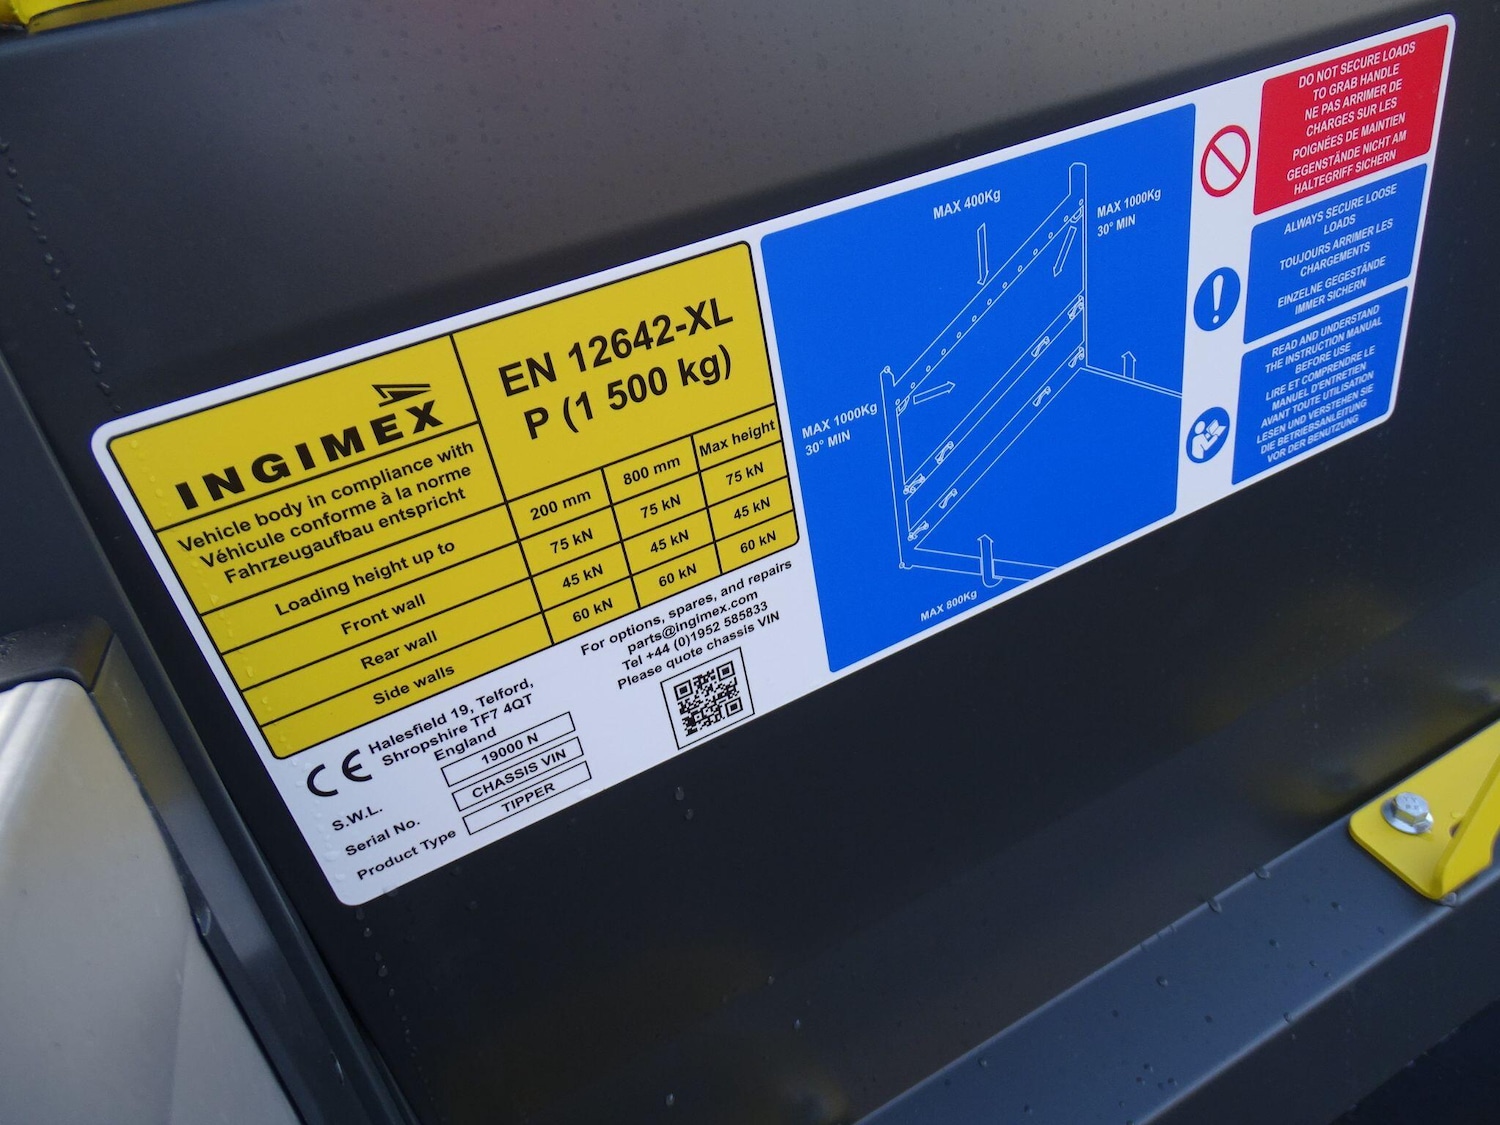 INGIMEX
EN 12642-XL
P (1 500 kg)
Vehicle body in compliance with
Véhicule conforme à la norme
Fahrzeugaufbau entspricht
Loading height up to 200 mm 800 mm Max height
Front wall 75 kN 75 kN 75 kN
Rear wall 45 kN 45 kN 45 kN
Side walls 60 kN 60 kN 60 kN
CE
Halesfield 19, Telford,
Shropshire TF7 4QT
England
S.W.L. 19000 N
Serial No. CHASSIS VIN
Product Type TIPPER
For options, spares, and repairs
parts@ingimex.com
Tel +44 (0)1952 585833
Please quote chassis VIN
MAX 400Kg
MAX 1000Kg
30° MIN
MAX 1000Kg
30° MIN
MAX 800Kg
DO NOT SECURE LOADS
TO GRAB HANDLE
NE PAS ARRIMER DE
CHARGES SUR LES
POIGNÉES DE MAINTIEN
GEGENSTÄNDE NICHT AM
HALTEGRIFF SICHERN
ALWAYS SECURE LOOSE
LOADS
TOUJOURS ARRIMER LES
CHARGEMENTS
EINZELNE GEGESTÄNDE
IMMER SICHERN
READ AND UNDERSTAND
THE INSTRUCTION MANUAL
BEFORE USE
LIRE ET COMPRENDRE LE
MANUEL D'ENTRETIEN
AVANT TOUTE UTILISATION
LESEN UND VERSTEHEN SIE
DIE BETRIEBSANLEITUNG
VOR DER BENUTZUNG